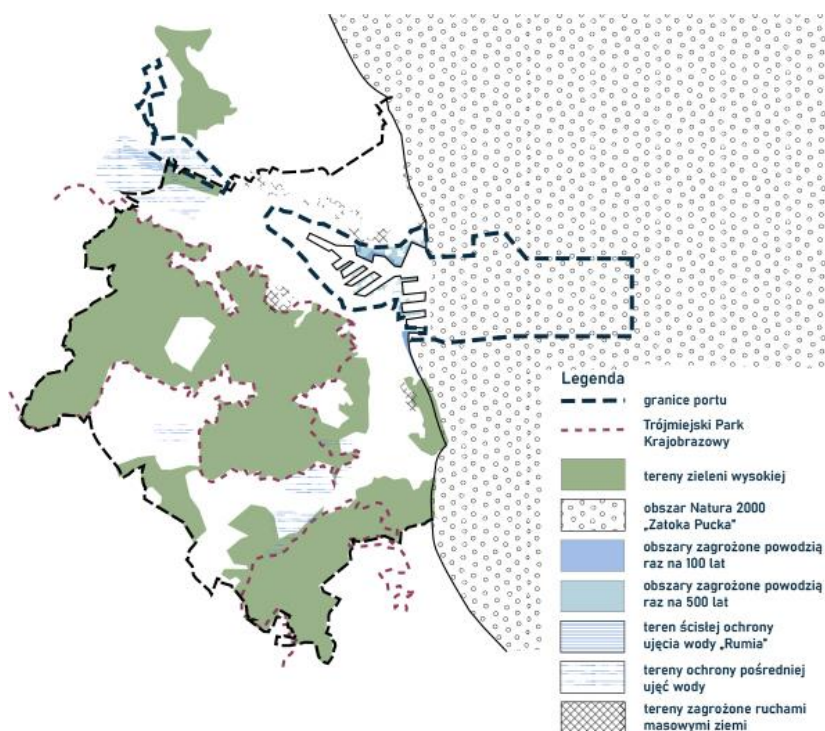 Legenda
granice portu
Trójmiejski Park
Krajobrazowy
tereny zieleni wysokiej
obszar Natura 2000
„Zatoka Pucka"
obszary zagrożone powodzią
raz na 100 lat
obszary zagrożone powodzią
raz na 500 lat
teren ścisłej ochrony
ujęcia wody „Rumia"
tereny ochrony pośredniej
ujęć wody
tereny zagrożone ruchami
masowymi ziemi